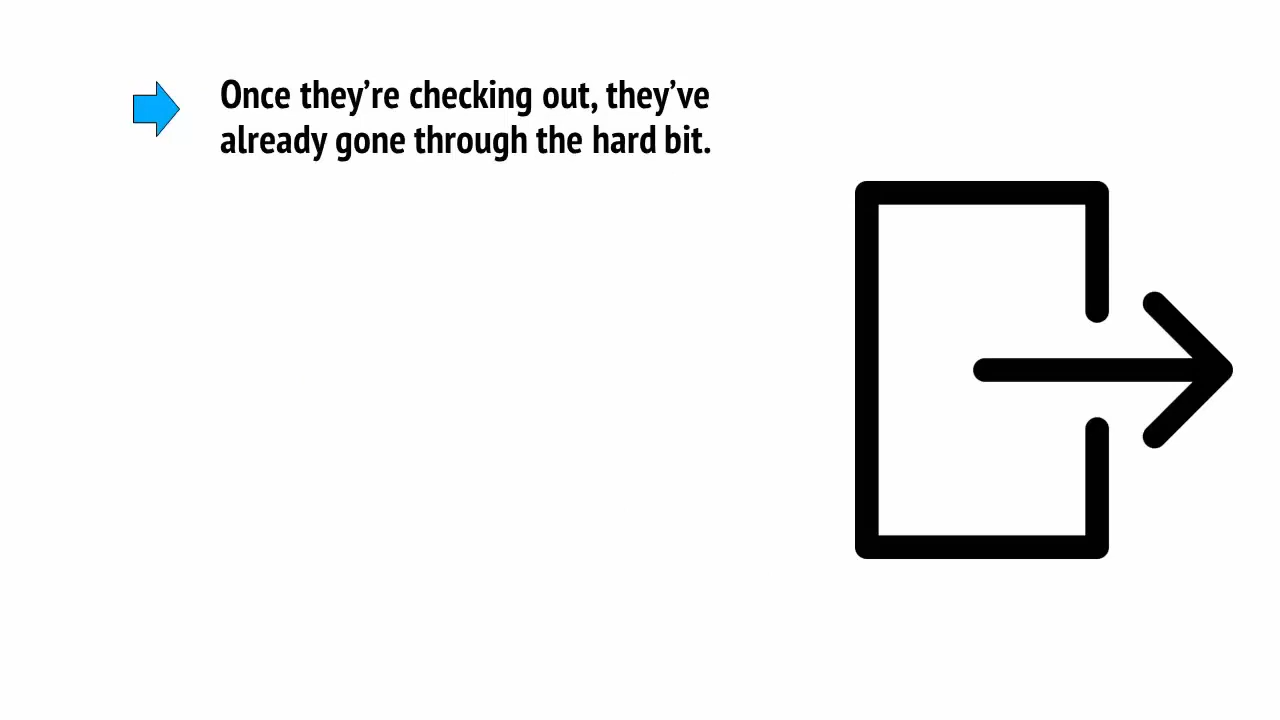 Once they’re checking out, they’ve
already gone through the hard bit.